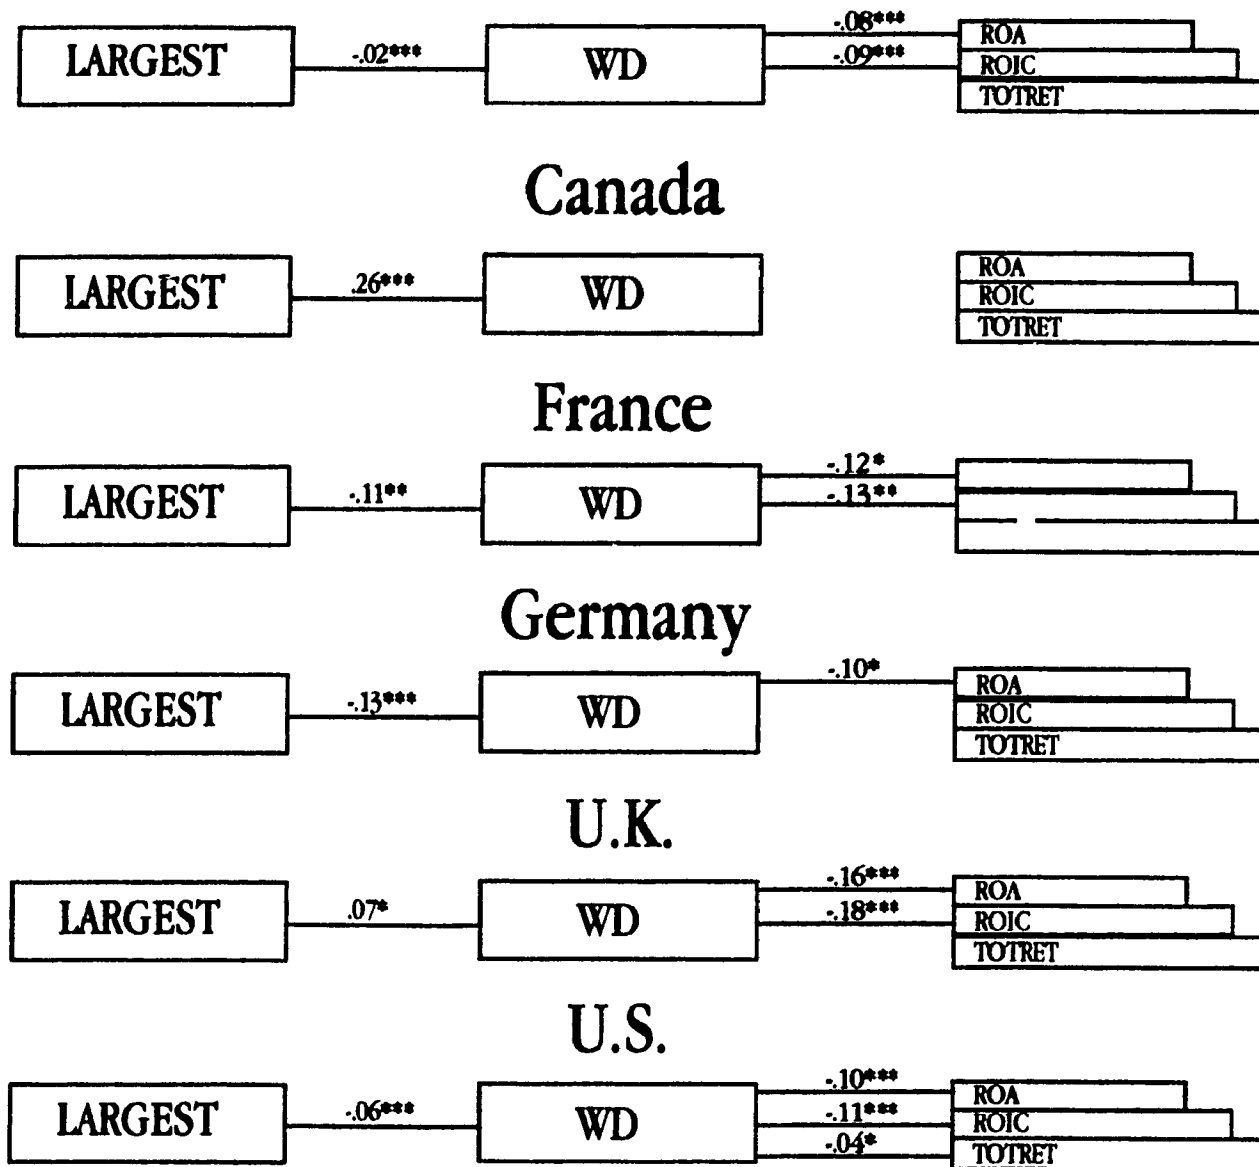 -.08***
LARGEST -.02*** WD -.09*** ROA
ROIC
TOTRET
Canada
LARGEST .26*** WD ROA
ROIC
TOTRET
France
-.12*
LARGEST -.11** WD -.13**
Germany
-.10*
LARGEST -.13*** WD ROA
ROIC
TOTRET
U.K.
-.16***
LARGEST .07* WD -.18*** ROA
ROIC
TOTRET
U.S.
-.10***
LARGEST -.06*** WD -.11*** ROA
ROIC
-.04* TOTRET